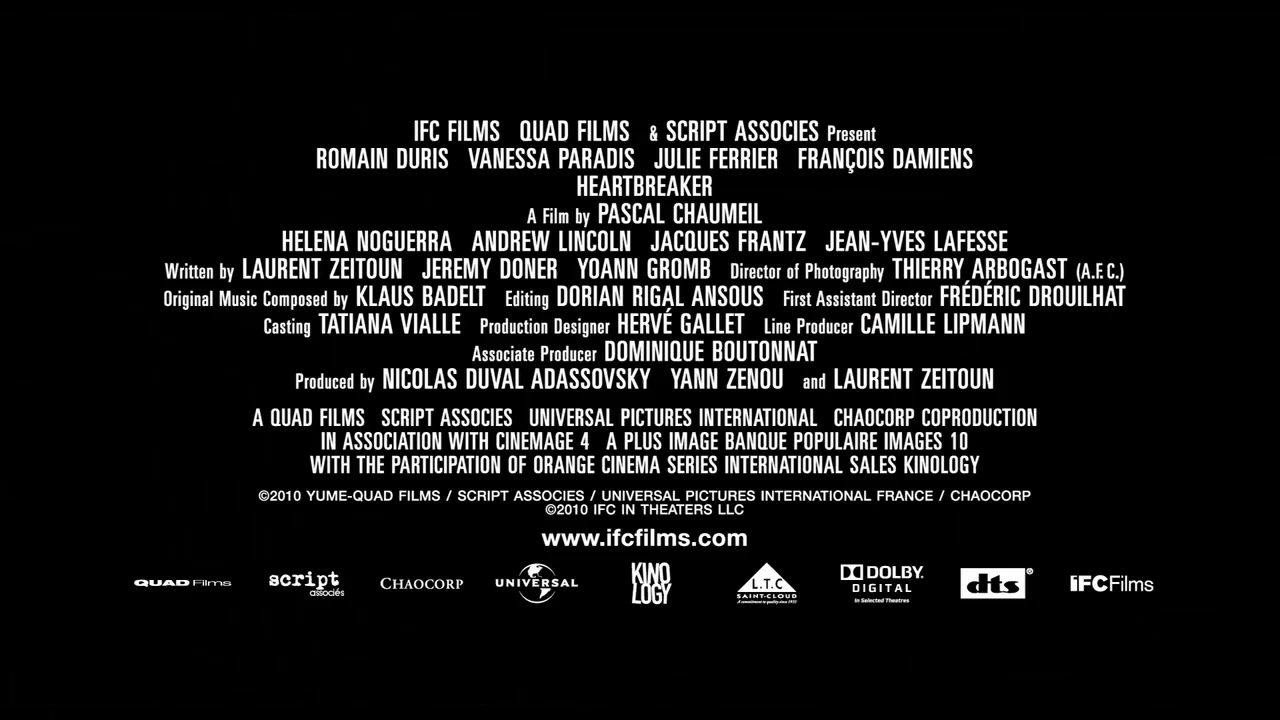 IFC FILMS QUAD FILMS & SCRIPT ASSOCIES Present
ROMAIN DURIS VANESSA PARADIS JULIE FERRIER FRANÇOIS DAMIENS
HEARTBREAKER
A Film by PASCAL CHAUMEIL
HELENA NOGUERRA ANDREW LINCOLN JACQUES FRANTZ JEAN-YVES LAFESSE
Written by LAURENT ZEITOUN JEREMY DONER YOANN GROMB Director of Photography THIERRY ARBOGAST (A.F.C.)
Original Music Composed by KLAUS BADELT Editing DORIAN RIGAL ANSOUS First Assistant Director FRÉDÉRIC DROUILHAT
Casting TATIANA VIALLE Production Designer HERVÉ GALLET Line Producer CAMILLE LIPMANN
Associate Producer DOMINIQUE BOUTONNAT
Produced by NICOLAS DUVAL ADASSOVSKY YANN ZENOU and LAURENT ZEITOUN
A QUAD FILMS SCRIPT ASSOCIES UNIVERSAL PICTURES INTERNATIONAL CHAOCORP COPRODUCTION
IN ASSOCIATION WITH CINEMAGE 4 A PLUS IMAGE BANQUE POPULAIRE IMAGES 10
WITH THE PARTICIPATION OF ORANGE CINEMA SERIES INTERNATIONAL SALES KINOLOGY
©2010 YUME-QUAD FILMS / SCRIPT ASSOCIES / UNIVERSAL PICTURES INTERNATIONAL FRANCE / CHAOCORP
©2010 IFC IN THEATERS LLC
www.ifcfilms.com
QUAD Films
script
associés
CHAOCORP
UNIVERSAL
KINO
LOGY
L.T.C
SAINT-CLOUD
A commitment to quality since 1935
DOLBY
DIGITAL
In Selected Theatres
dts®
IFC Films